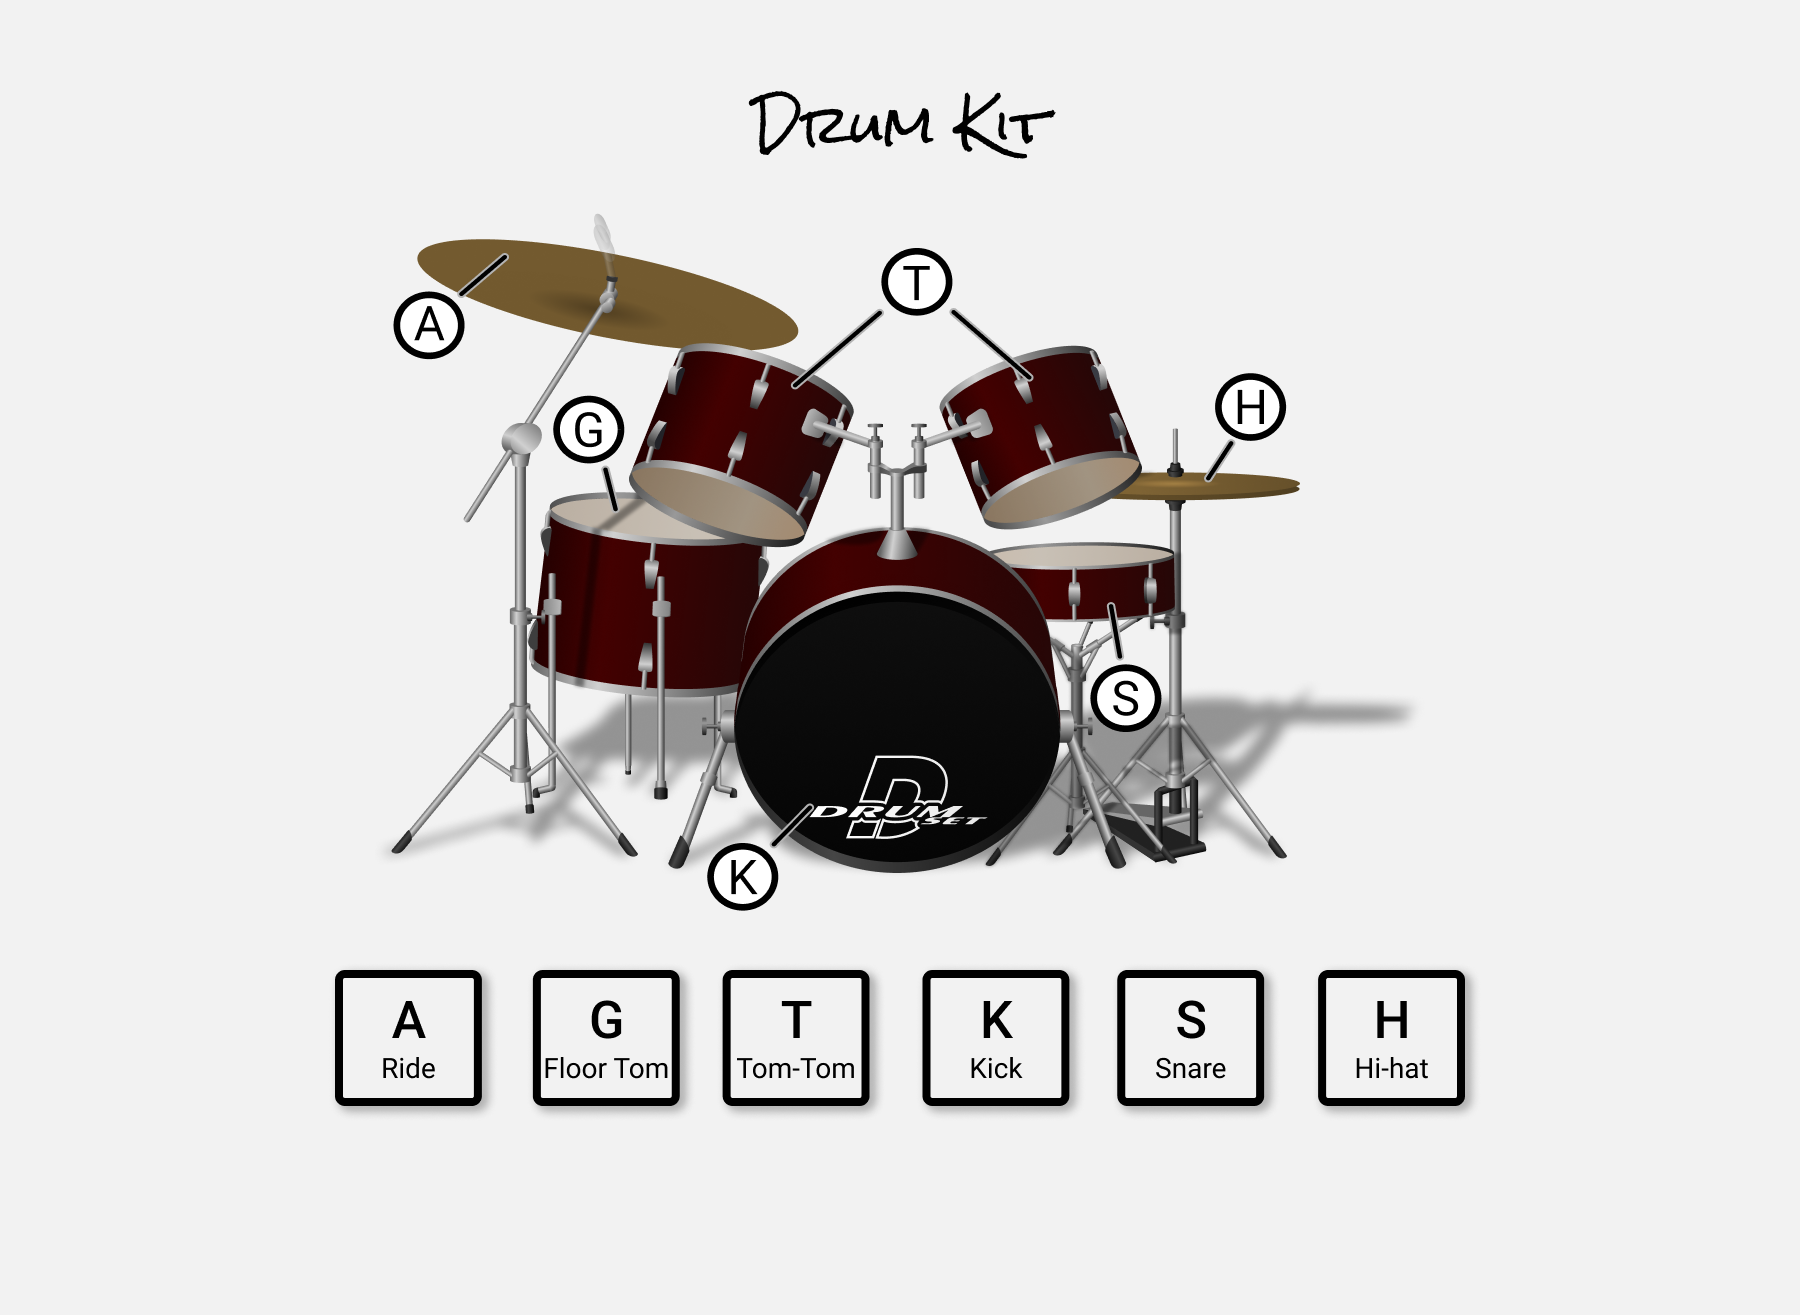 Drum Kit
T
A
H
G
S
D
DRUM
SET
K
A
Ride
G
Floor Tom
T
Tom-Tom
K
Kick
S
Snare
H
Hi-hat